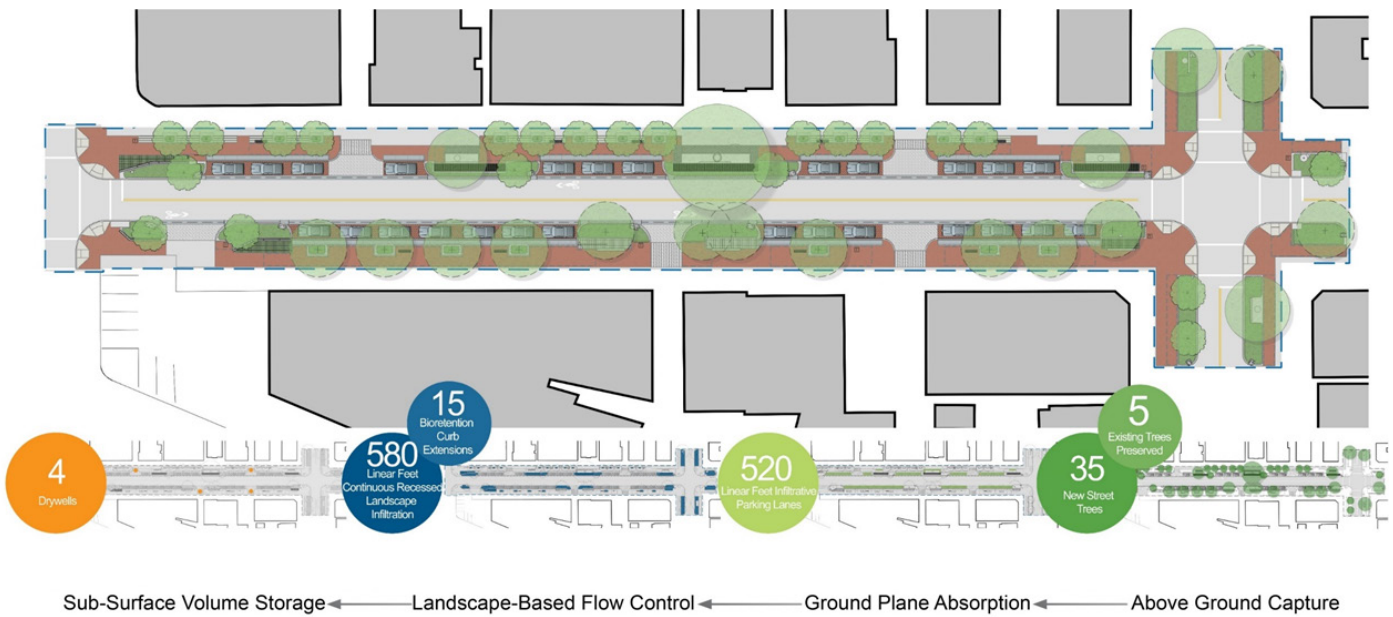 4
Drywells
15
Bioretention
Curb
Extensions
580
Linear Feet
Continuous Recessed
Landscape
Infiltration
520
Linear Feet Infiltrative
Parking Lanes
5
Existing Trees
Preserved
35
New Street
Trees
Sub-Surface Volume Storage
Landscape-Based Flow Control
Ground Plane Absorption
Above Ground Capture